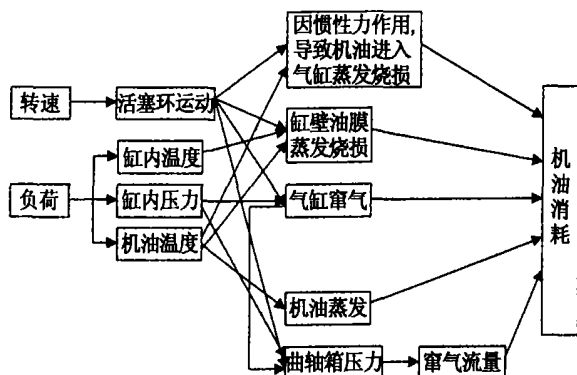 转速
负荷
活塞环运动
缸内温度
缸内压力
机油温度
因惯性力作用,
导致机油进入
气缸蒸发烧损
缸壁油膜
蒸发烧损
气缸窜气
机油蒸发
曲轴箱压力
窜气流量
机油消耗